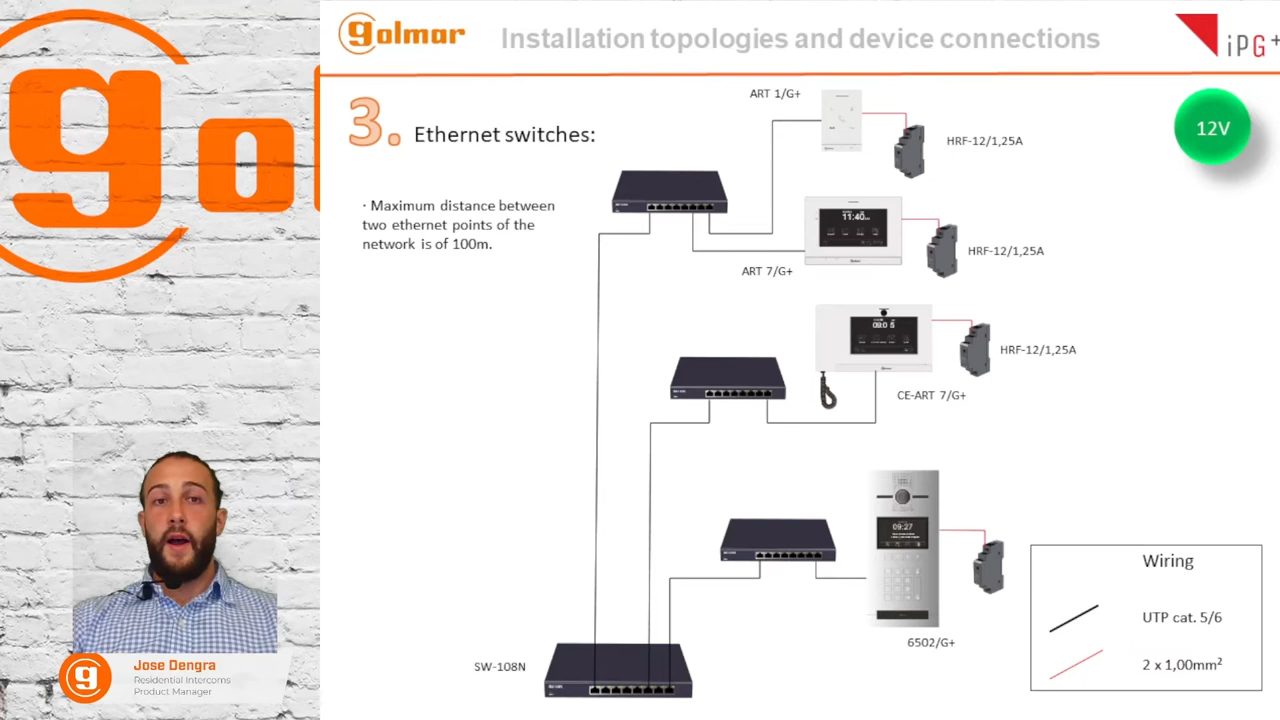 golmar
Installation topologies and device connections
iPG+
3. Ethernet switches:
· Maximum distance between
two ethernet points of the
network is of 100m.
12V
ART 1/G+
HRF-12/1,25A
11:40
HRF-12/1,25A
ART 7/G+
HRF-12/1,25A
CE-ART 7/G+
09:27
6502/G+
SW-108N
Wiring
UTP cat. 5/6
2 x 1,00mm²
go
g
Jose Dengra
Residential Intercoms
Product Manager